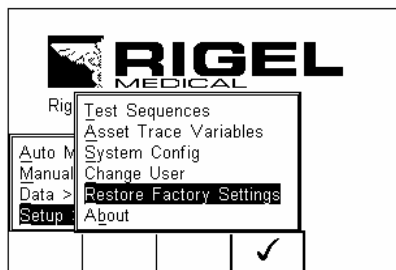 RIGEL
MEDICAL
Rig
Test Sequences
Asset Trace Variables
System Config
Change User
Restore Factory Settings
About
Auto M
Manual
Data >
Setup >
✓